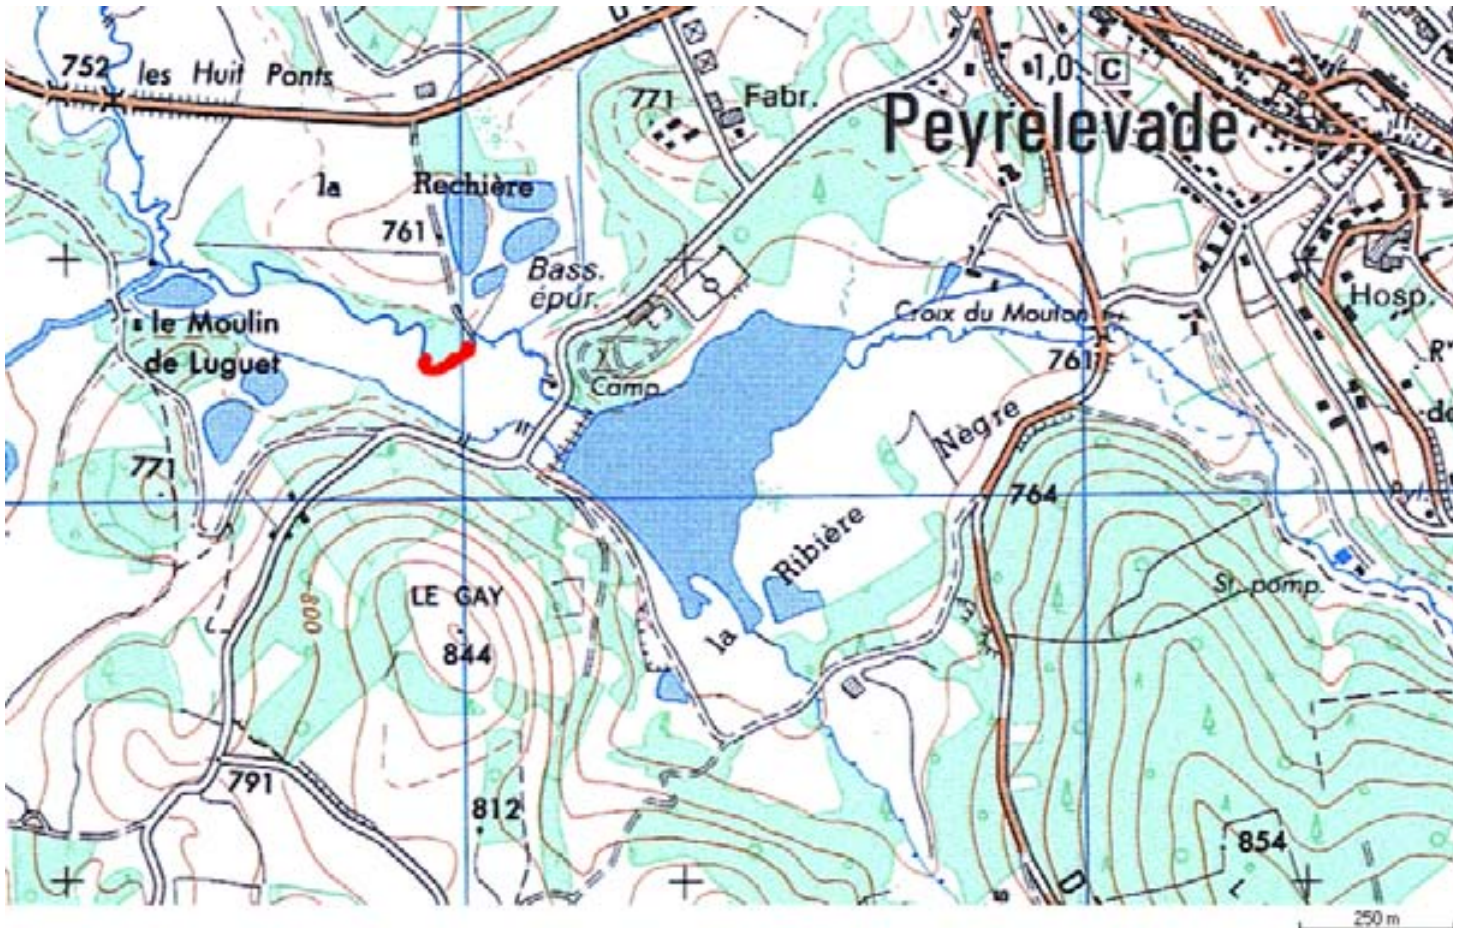 752
les Huit Ponts
771
Fabr.
1,0
C
Peyrelevade
la
Rechière
761
Bass.
épur.
Croix du Mouton
Hosp.
le Moulin
de Luguet
Camp.
761
771
Nègre
764
Ribière
la
LE GAY
800
844
St. pomp.
791
812
854
D
250 m